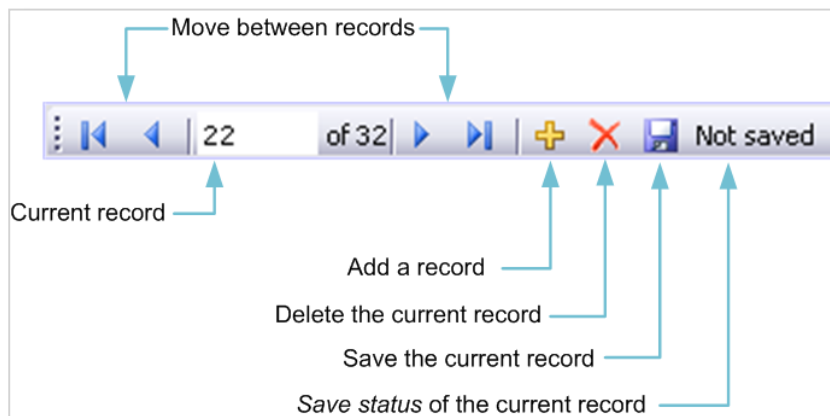 Move between records
22 of 32 Not saved
Current record
Add a record
Delete the current record
Save the current record
Save status of the current record